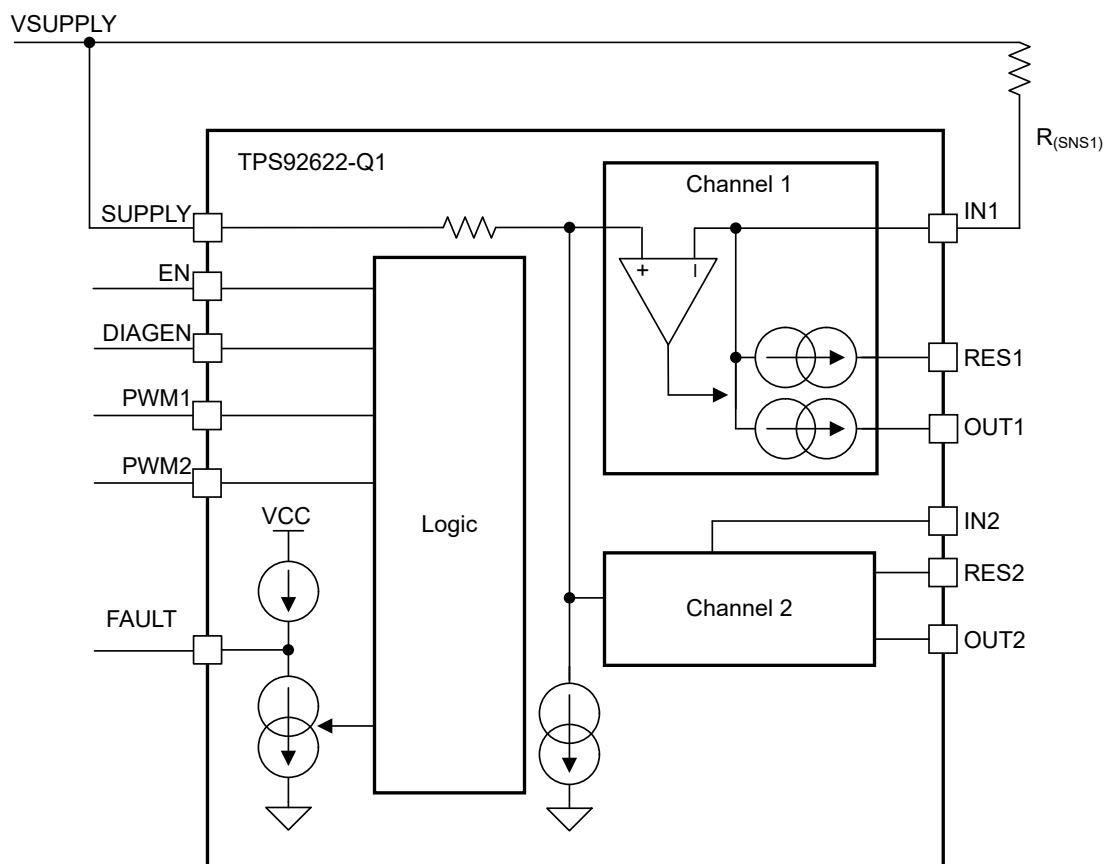 VSUPPLY
R(SNS1)
TPS92622-Q1
Channel 1
SUPPLY
IN1
+
–
EN
DIAGEN
RES1
PWM1
OUT1
PWM2
VCC
Logic
IN2
RES2
Channel 2
FAULT
OUT2